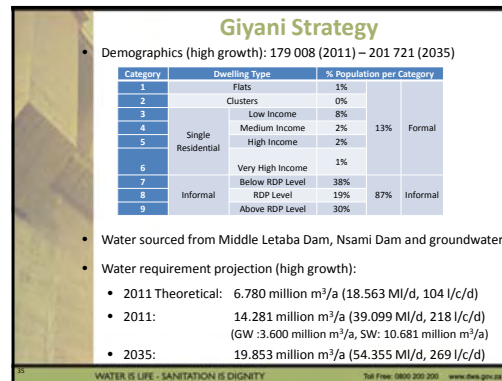 Giyani Strategy
• Demographics (high growth): 179 008 (2011) – 201 721 (2035)
Category Dwelling Type % Population per Category
1 Flats 1%
2 Clusters 0%
3 Low Income 8%
4 Medium Income 2%
5 High Income 2%
6 Very High Income 1%
Single Residential
13% Formal
7 Below RDP Level 38%
8 Informal RDP Level 19% 87% Informal
9 Above RDP Level 30%
• Water sourced from Middle Letaba Dam, Nsami Dam and groundwater
• Water requirement projection (high growth):
• 2011 Theoretical: 6.780 million m³/a (18.563 Ml/d, 104 l/c/d)
• 2011: 14.281 million m³/a (39.099 Ml/d, 218 l/c/d)
(GW :3.600 million m³/a, SW: 10.681 million m³/a)
• 2035: 19.853 million m³/a (54.355 Ml/d, 269 l/c/d)
35
WATER IS LIFE - SANITATION IS DIGNITY Toll Free: 0800 200 200 www.dwa.gov.za